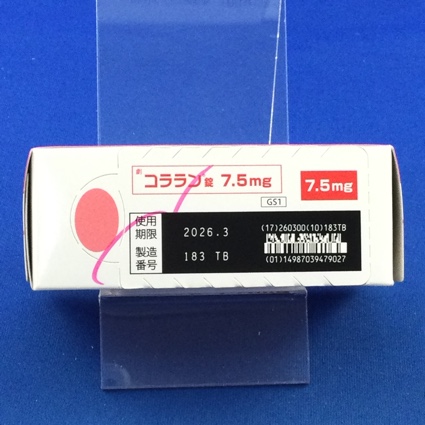 劇 コララン錠 7.5mg
7.5mg
GS1
使用
期限
2026.3
製造
番号
183 TB
(17)260300(10)183TB
(01)14987039479027